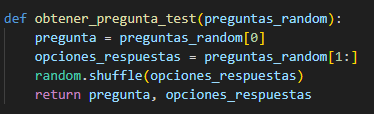 def obtener_pregunta_test(preguntas_random):
    pregunta = preguntas_random[0]
    opciones_respuestas = preguntas_random[1:]
    random.shuffle(opciones_respuestas)
    return pregunta, opciones_respuestas